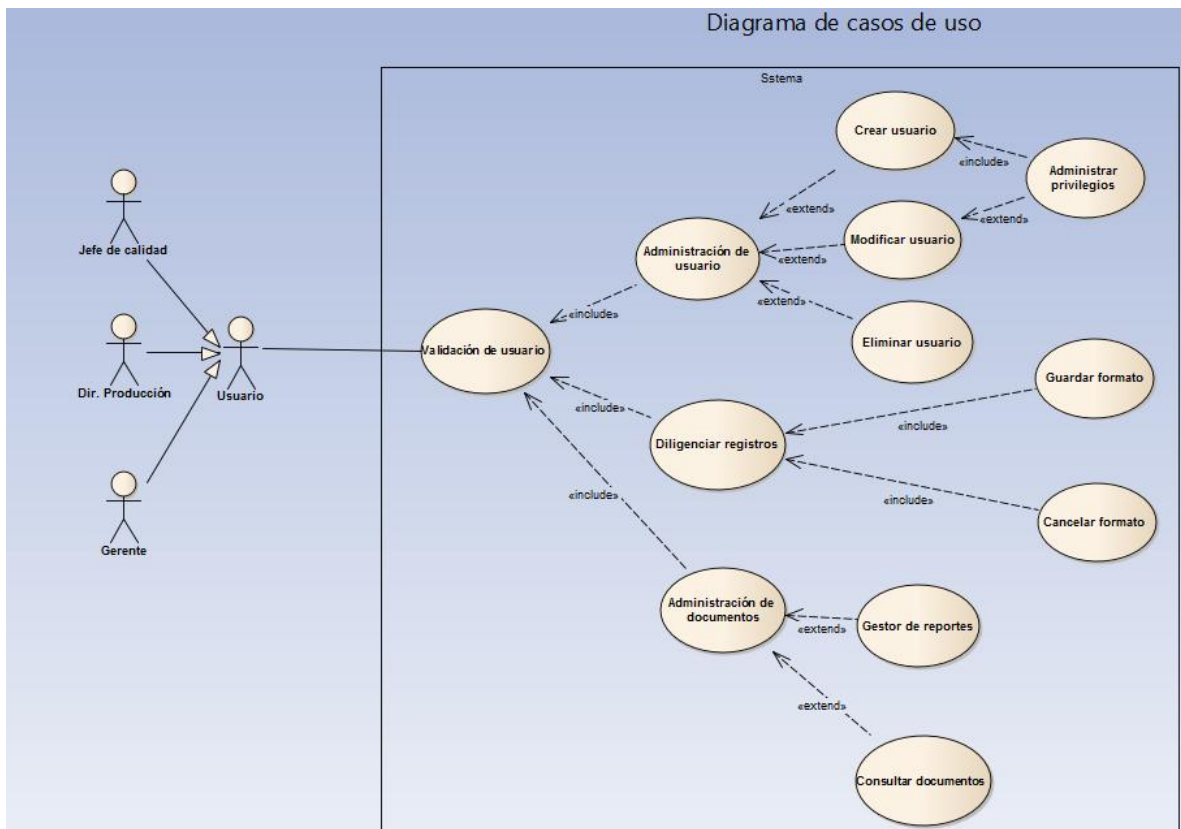 Diagrama de casos de uso
Sstema
Crear usuario
«include»
Administrar
privilegios
«extend»
«extend»
Modificar usuario
«extend»
Administración de
usuario
«extend»
Eliminar usuario
Jefe de calidad
«include»
Validación de usuario
Dir. Producción
Usuario
Guardar formato
«include»
Diligenciar registros
«include»
«include»
«include»
Cancelar formato
Gerente
Administración de
documentos
«extend»
Gestor de reportes
«extend»
Consultar documentos